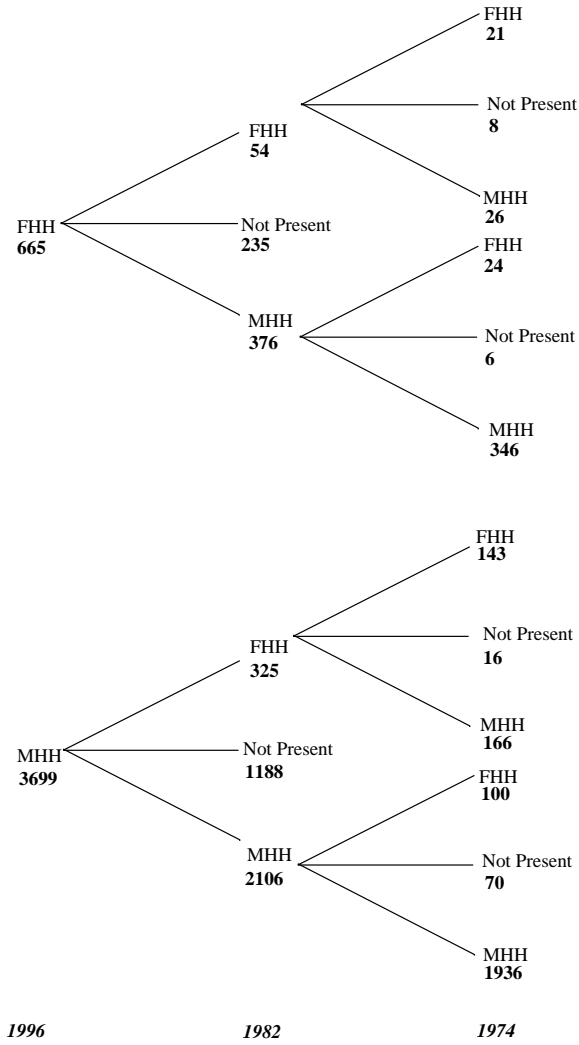 FHH
21
Not Present
8
FHH
54
MHH
26
FHH
665
Not Present
235
FHH
24
MHH
376
Not Present
6
MHH
346
FHH
143
Not Present
16
FHH
325
MHH
166
MHH
3699
Not Present
1188
FHH
100
MHH
2106
Not Present
70
MHH
1936
1996 1982 1974